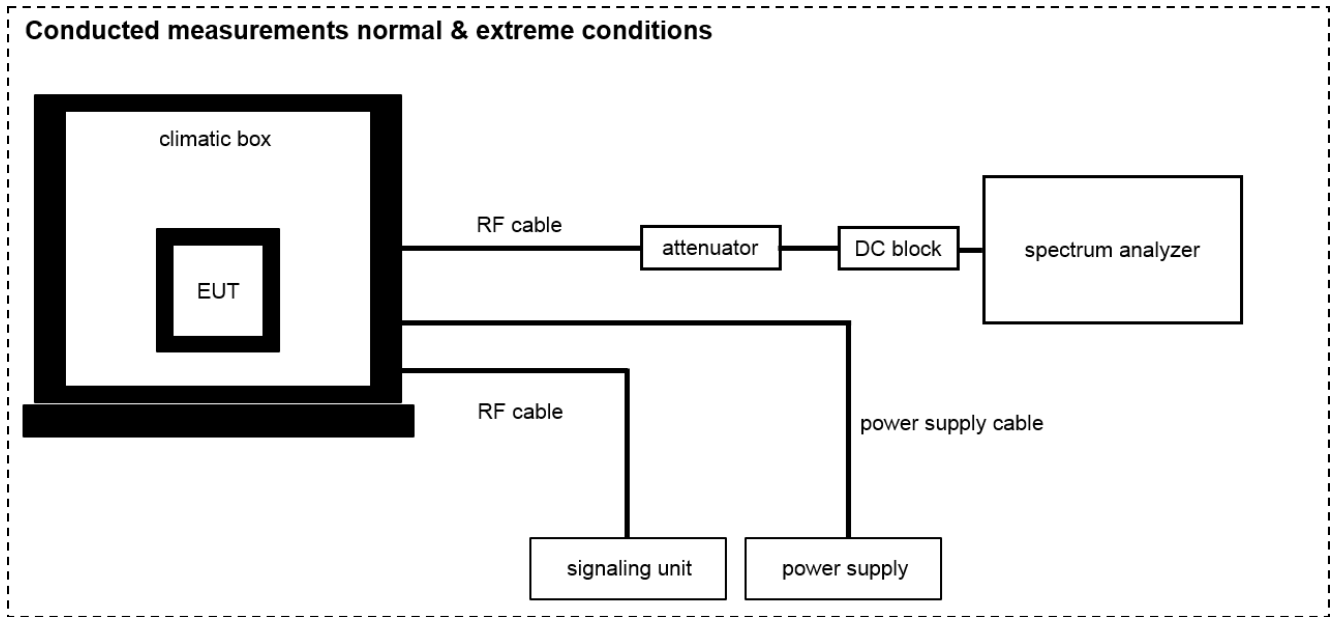 Conducted measurements normal & extreme conditions
climatic box
RF cable
attenuator
DC block
spectrum analyzer
EUT
RF cable
power supply cable
signaling unit
power supply